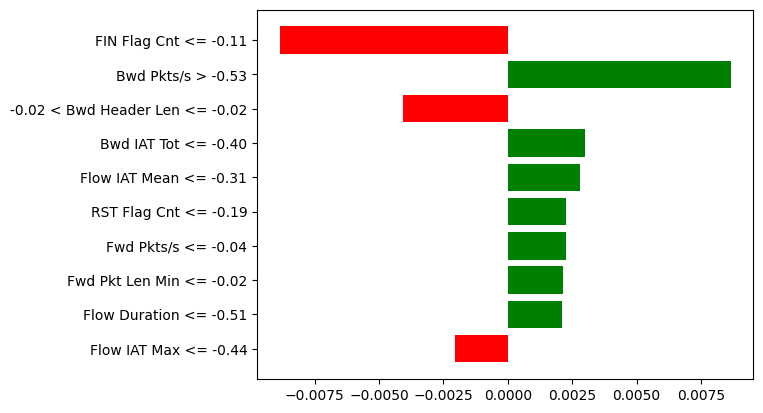 FIN Flag Cnt <= -0.11
Bwd Pkts/s > -0.53
-0.02 < Bwd Header Len <= -0.02
Bwd IAT Tot <= -0.40
Flow IAT Mean <= -0.31
RST Flag Cnt <= -0.19
Fwd Pkts/s <= -0.04
Fwd Pkt Len Min <= -0.02
Flow Duration <= -0.51
Flow IAT Max <= -0.44
−0.0075 −0.0050 −0.0025 0.0000 0.0025 0.0050 0.0075